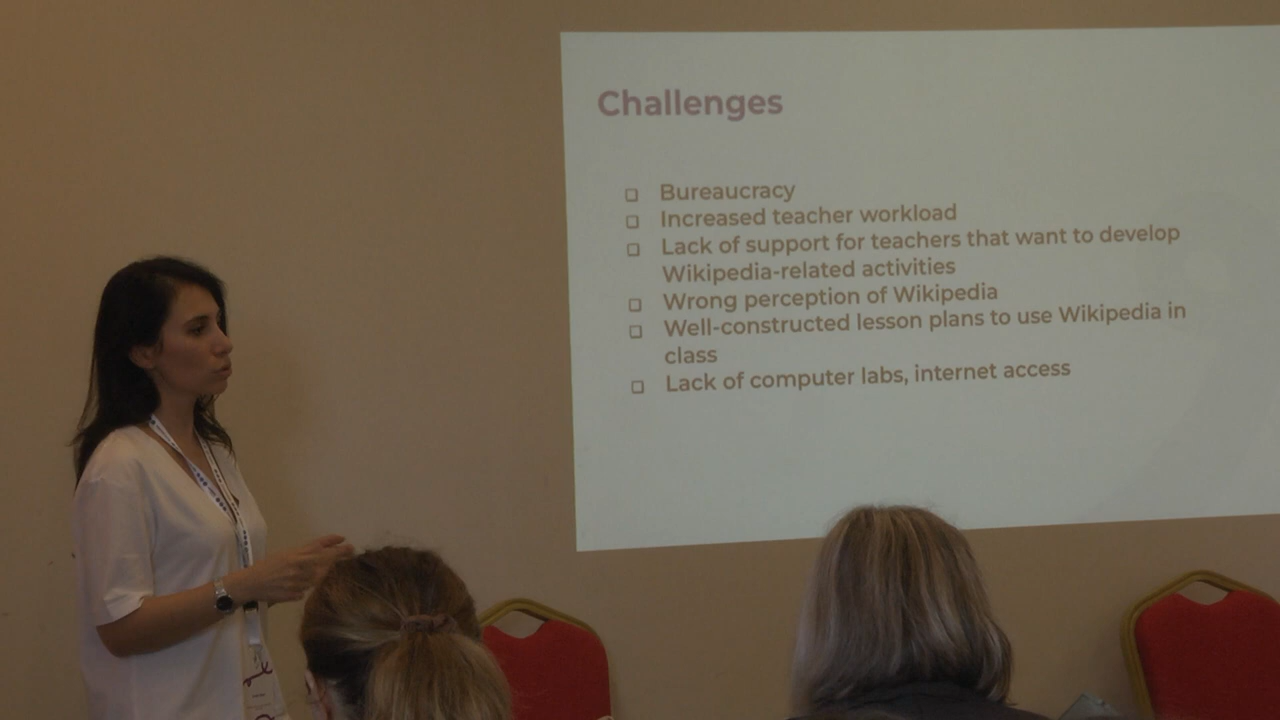 Challenges
Bureaucracy
Increased teacher workload
Lack of support for teachers that want to develop
Wikipedia-related activities
Wrong perception of Wikipedia
Well-constructed lesson plans to use Wikipedia in
class
Lack of computer labs, internet access